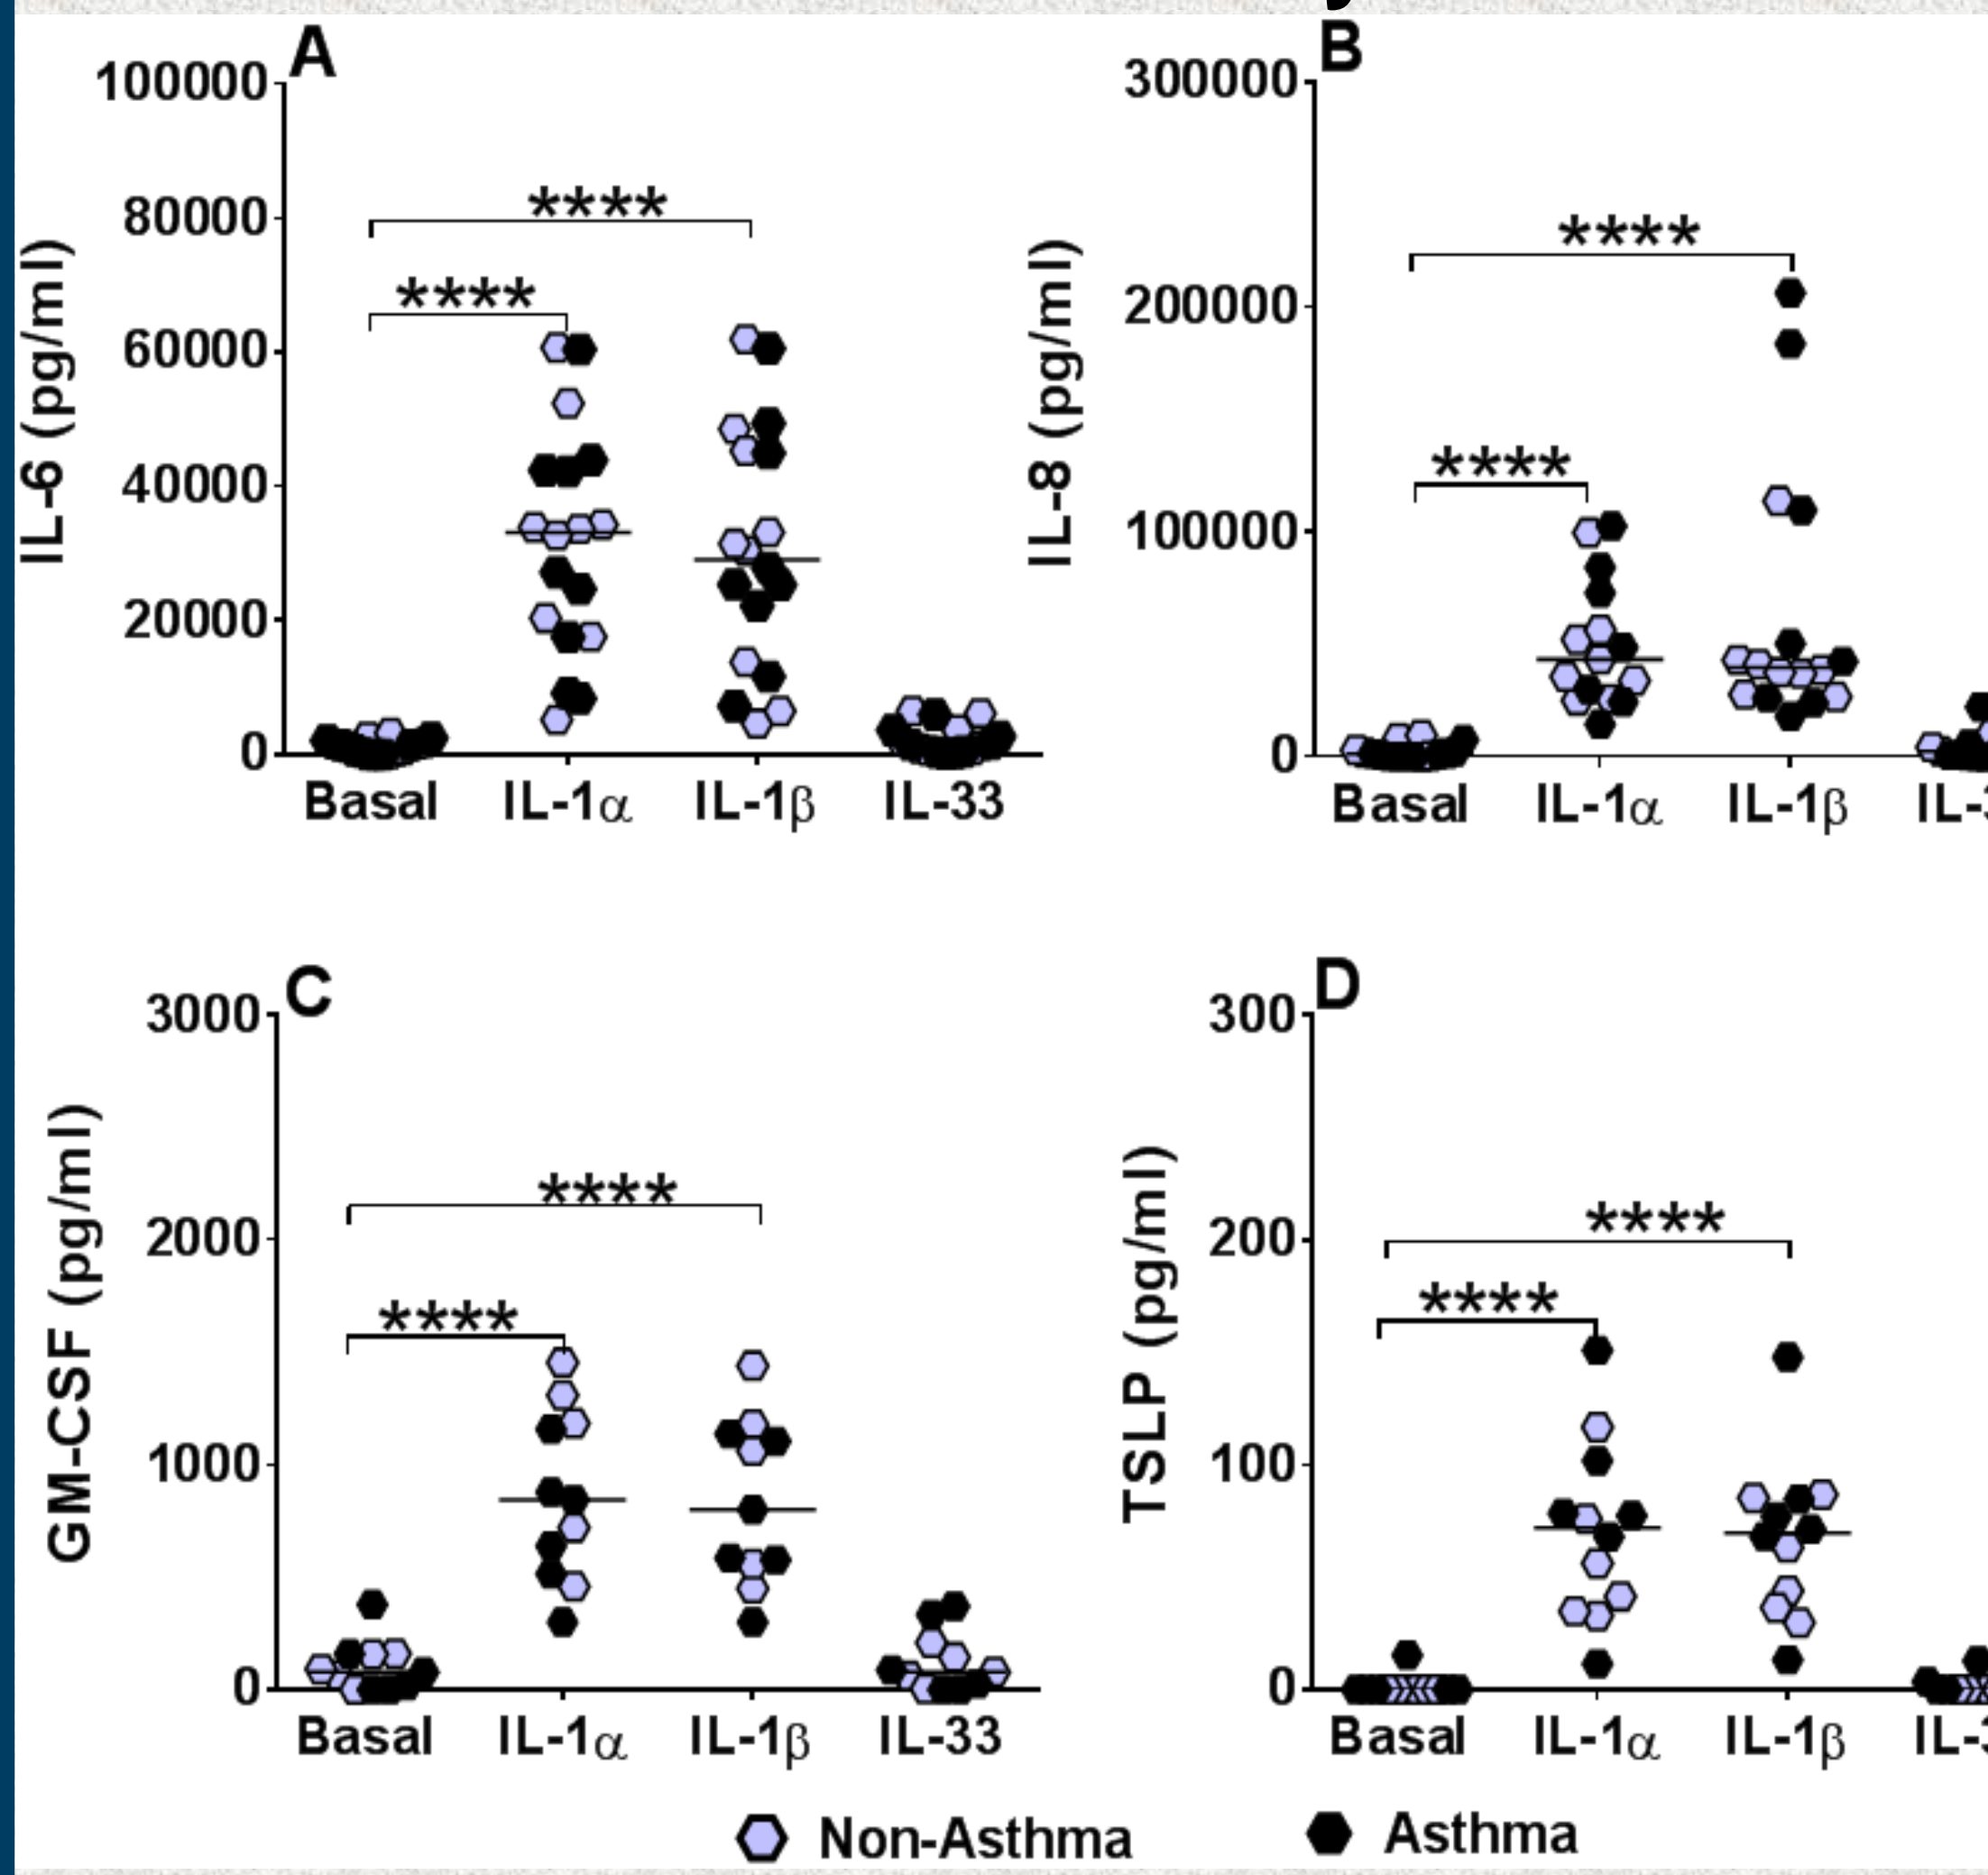 A
100000
80000
60000
40000
20000
0
IL-6 (pg/ml)
****
****
Basal IL-1α IL-1β IL-33
B
300000
200000
100000
0
IL-8 (pg/ml)
****
****
Basal IL-1α IL-1β
C
3000
2000
1000
0
GM-CSF (pg/ml)
****
****
Basal IL-1α IL-1β IL-33
D
300
200
100
0
TSLP (pg/ml)
****
****
Basal IL-1α IL-1β
Non-Asthma Asthma